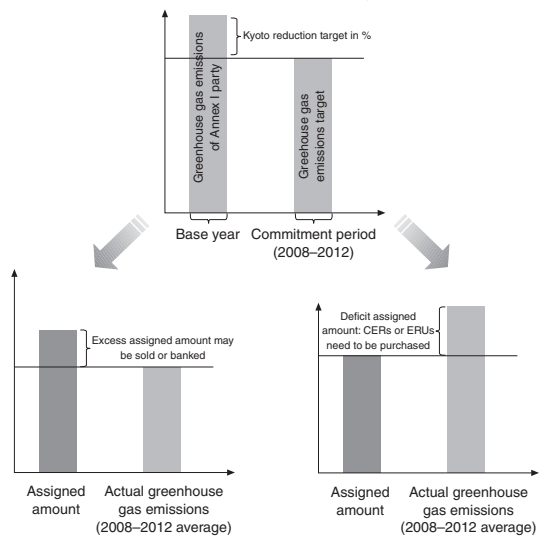 Kyoto reduction target in %
Greenhouse gas emissions
of Annex I party
Greehouse gas
emissions target
Base year
Commitment period
(2008–2012)
Excess assigned amount may
be sold or banked
Assigned
amount
Actual greenhouse
gas emissions
(2008–2012 average)
Deficit assigned
amount: CERs or ERUs
need to be purchased
Assigned
amount
Actual greenhouse
gas emissions
(2008–2012 average)